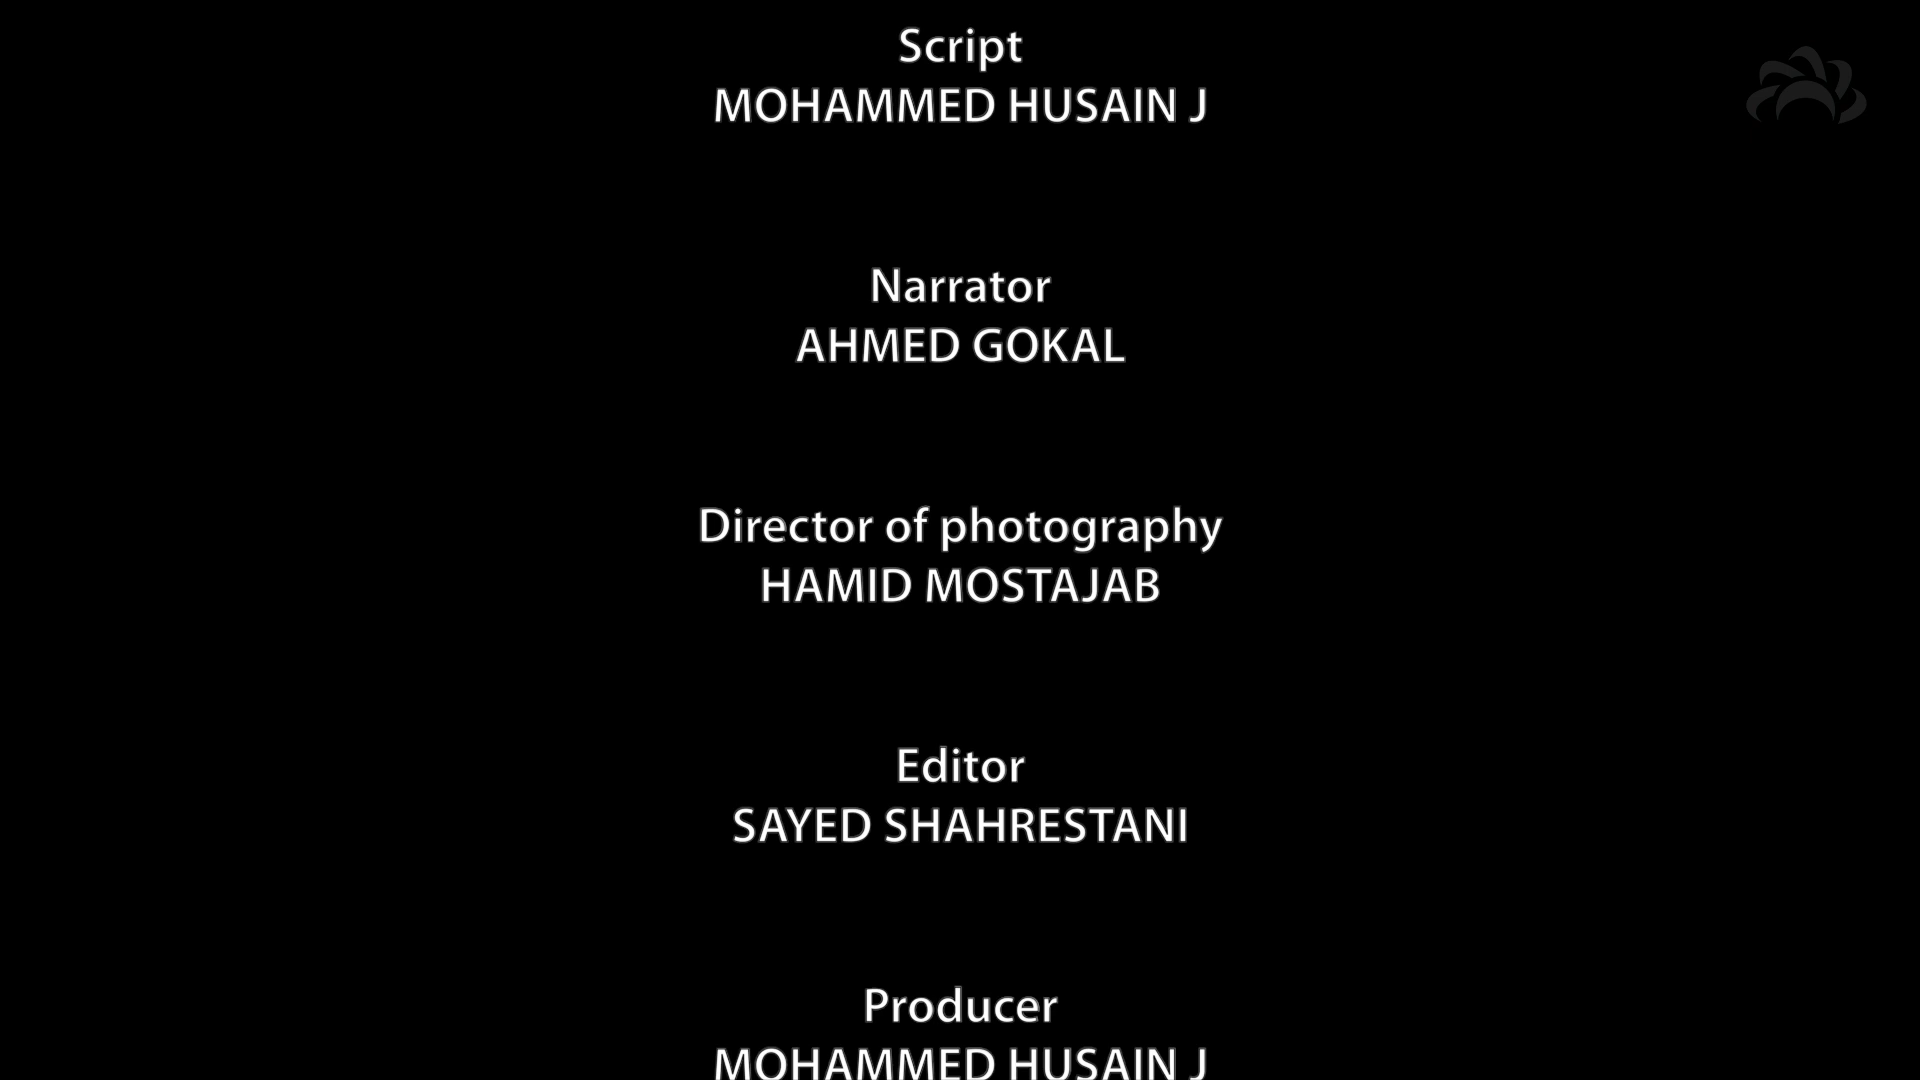 Script
MOHAMMED HUSAIN J
Narrator
AHMED GOKAL
Director of photography
HAMID MOSTAJAB
Editor
SAYED SHAHRESTANI
Producer
MOHAMMED HUSAIN J